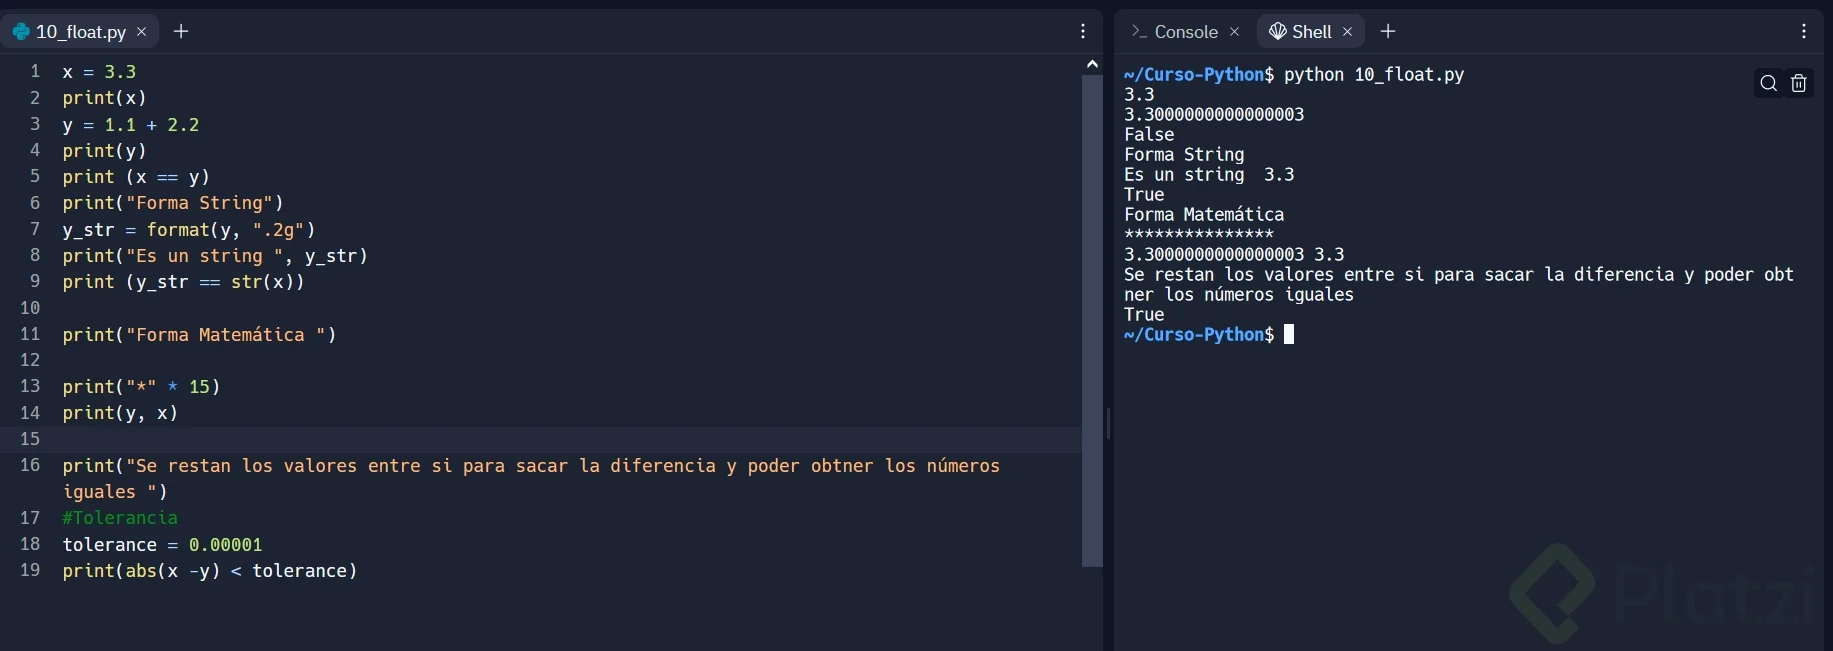 10_float.py × +
1 x = 3.3
2 print(x)
3 y = 1.1 + 2.2
4 print(y)
5 print (x == y)
6 print("Forma String")
7 y_str = format(y, ".2g")
8 print("Es un string ", y_str)
9 print (y_str == str(x))
10
11 print("Forma Matemática ")
12
13 print("*" * 15)
14 print(y, x)
15
16 print("Se restan los valores entre si para sacar la diferencia y poder obtner los números
iguales ")
17 #Tolerancia
18 tolerance = 0.00001
19 print(abs(x -y) < tolerance)
>_ Console × Shell × +
~/Curso-Python$ python 10_float.py
3.3
3.3000000000000003
False
Forma String
Es un string  3.3
True
Forma Matemática
***************
3.3000000000000003 3.3
Se restan los valores entre si para sacar la diferencia y poder obt
ner los números iguales
True
~/Curso-Python$
Platzi